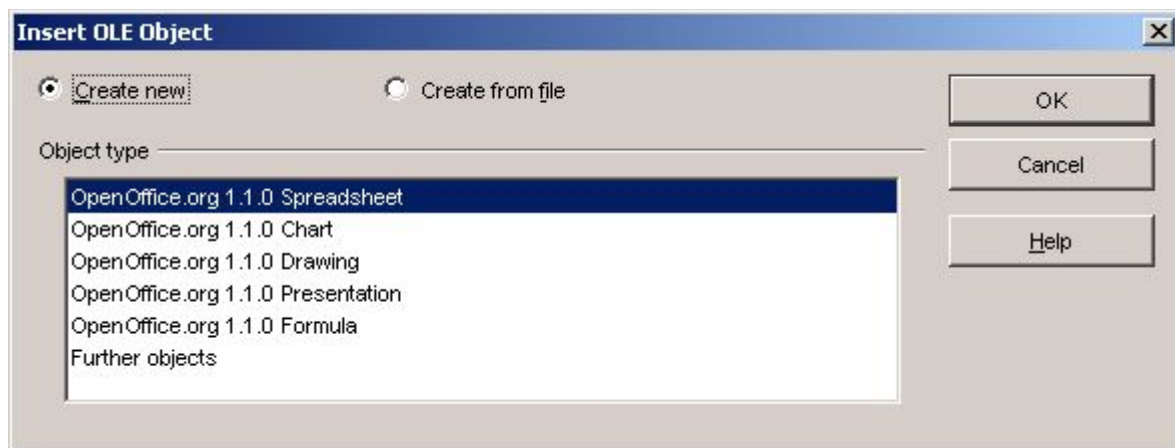 Insert OLE Object
Create new
Create from file
OK
Object type
Cancel
OpenOffice.org 1.1.0 Spreadsheet
OpenOffice.org 1.1.0 Chart
Help
OpenOffice.org 1.1.0 Drawing
OpenOffice.org 1.1.0 Presentation
OpenOffice.org 1.1.0 Formula
Further objects